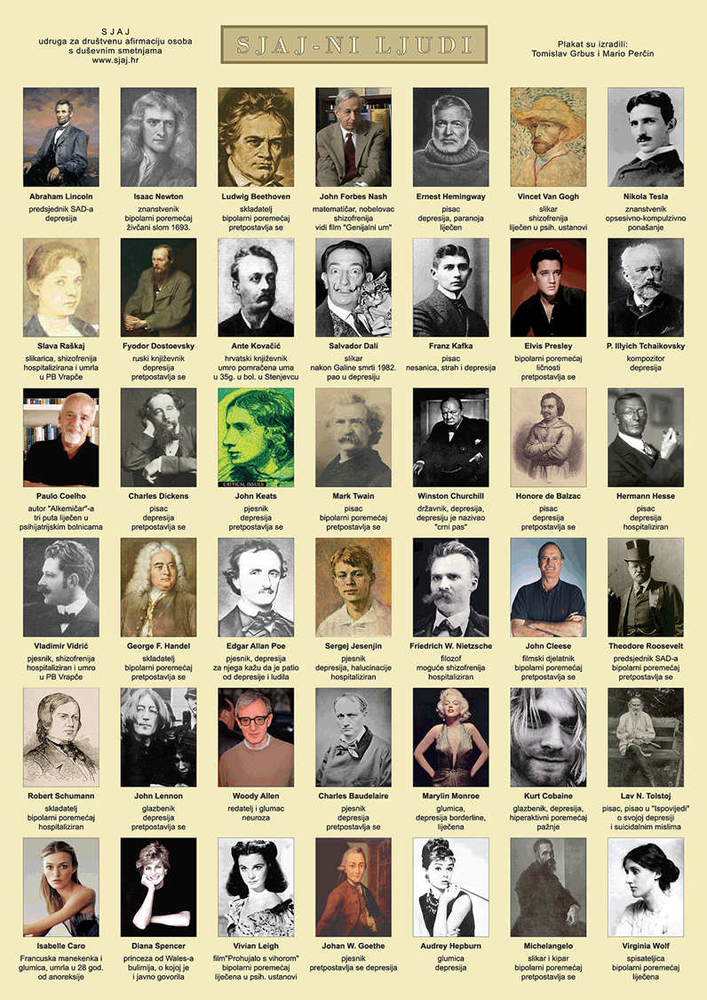 S J A J
udruga za društvenu afirmaciju osoba
s duševnim smetnjama
www.sjaj.hr
SJAJ-NI LJUDI
Plakat su izradili:
Tomislav Grbus i Mario Perčin
Abraham Lincoln
predsjednik SAD-a
depresija
Isaac Newton
znanstvenik
bipolarni poremećaj
živčani slom 1693.
Ludwig Beethoven
skladatelj
bipolarni poremećaj
pretpostavlja se
John Forbes Nash
matematičar, nobelovac
shizofrenija
vidi film "Genijalni um"
Ernest Hemingway
pisac
depresija, paranoja
liječen
Vincet Van Gogh
slikar
shizofrenija
liječen u psih. ustanovi
Nikola Tesla
znanstvenik
opsesivno-kompulzivno
ponašanje
Slava Raškaj
slikarica, shizofrenija
hospitalizirana i umrla
u PB Vrapče
Fyodor Dostoevsky
ruski književnik
depresija
pretpostavlja se
Ante Kovačić
hrvatski književnik
umro pomračena uma
u 35g. u bol. u Stenjevcu
Salvador Dali
slikar
nakon Galine smrti 1982.
pao u depresiju
Franz Kafka
pisac
nesanica, strah i depresija
Elvis Presley
bipolarni poremećaj
ličnosti
pretpostavlja se
P. Illyich Tchaikovsky
kompozitor
depresija
Paulo Coelho
autor "Alkemičar"-a
tri puta liječen u
psihijatrijskim bolnicama
Charles Dickens
pisac
depresija
pretpostavlja se
CRITICAL ISSUES
John Keats
pjesnik
depresija
pretpostavlja se
Mark Twain
pisac
bipolarni poremećaj
pretpostavlja se
Winston Churchill
državnik, depresija,
depresiju je nazivao
"crni pas"
Honore de Balzac
pisac
depresija
pretpostavlja se
Hermann Hesse
pisac
depresija
hospitaliziran
Vladimir Vidrić
pjesnik, shizofrenija
hospitaliziran i umro
u PB Vrapče
George F. Handel
skladatelj
bipolarni poremećaj
pretpostavlja se
Edgar Allan Poe
pjesnik, depresija
za njega kažu da je patio
od depresije i ludila
Sergej Jesenjin
pjesnik
depresija, halucinacije
hospitaliziran
Friedrich W. Nietzsche
filozof
moguće shizofrenija
hospitaliziran
John Cleese
filmski djelatnik
bipolarni poremećaj
pretpostavlja se
Theodore Roosevelt
predsjednik SAD-a
bipolarni poremećaj
pretpostavlja se
Robert Schumann
skladatelj
bipolarni poremećaj
hospitaliziran
John Lennon
glazbenik
depresija
pretpostavlja se
Woody Allen
redatelj i glumac
neuroza
Charles Baudelaire
pjesnik
depresija
pretpostavlja se
Marylin Monroe
glumica,
depresija borderline,
liječena
Kurt Cobaine
glazbenik, depresija,
hiperaktivni poremećaj
pažnje
Lav N. Tolstoj
pisac, pisao u "Ispovijedi"
o svojoj depresiji
i suicidalnim mislima
Isabelle Caro
Francuska manekenka i
glumica, umrla u 28 god.
od anoreksije
Diana Spencer
princeza od Wales-a
bulimija, o kojoj je
i javno govorila
Vivian Leigh
film"Prohujalo s vihorom"
bipolarni poremećaj
liječena u psih. ustanovi
Johan W. Goethe
pjesnik
pretpostavlja se depresija
Audrey Hepburn
glumica
depresija
Michelangelo
slikar i kipar
bipolarni poremećaj
pretpostavlja se
Virginia Wolf
spisateljica
bipolarni poremećaj
liječena